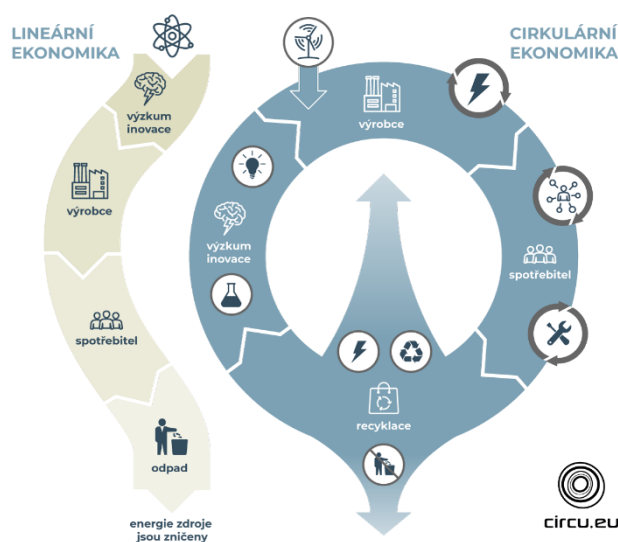 LINEÁRNÍ
EKONOMIKA
výzkum
inovace
výrobce
spotřebitel
odpad
energie zdroje
jsou zničeny
CIRKULÁRNÍ
EKONOMIKA
výrobce
výzkum
inovace
spotřebitel
recyklace
circu.eu